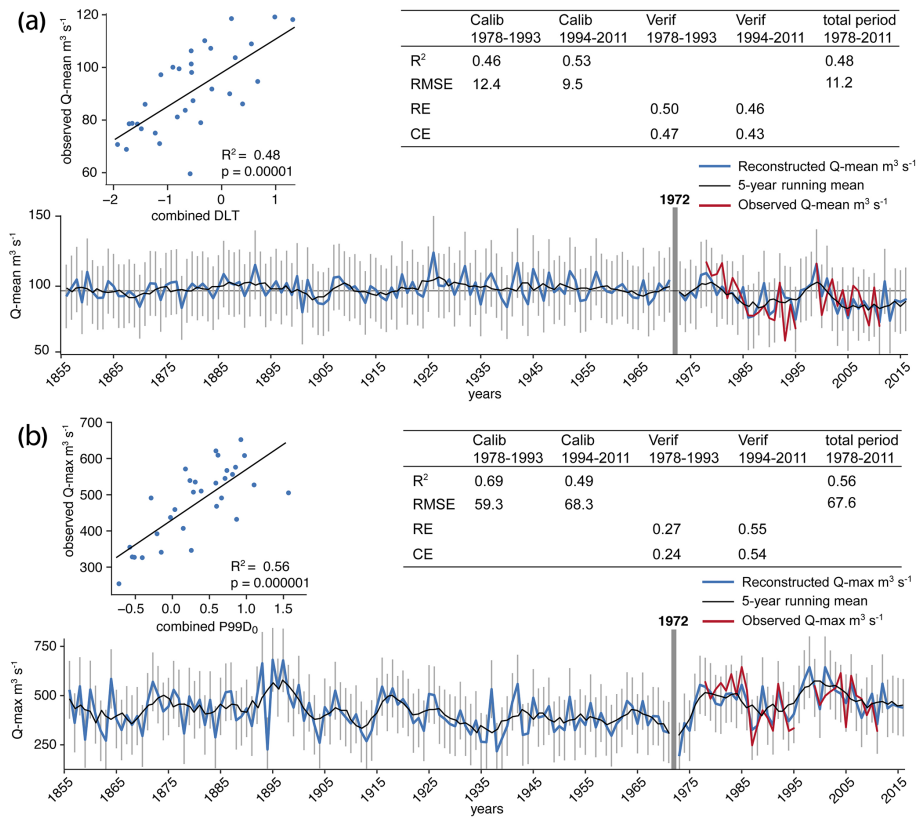 (a)
120
100
80
60
observed Q-mean m³ s⁻¹
R² = 0.48
p = 0.00001
−2 −1 0 1
combined DLT
Calib Calib Verif Verif total period
1978-1993 1994-2011 1978-1993 1994-2011 1978-2011
R² 0.46 0.53 0.48
RMSE 12.4 9.5 11.2
RE 0.50 0.46
CE 0.47 0.43
Reconstructed Q-mean m³ s⁻¹
5-year running mean
Observed Q-mean m³ s⁻¹
1972
150
100
50
Q-mean m³ s⁻¹
1855 1865 1875 1885 1895 1905 1915 1925 1935 1945 1955 1965 1975 1985 1995 2005 2015
years
(b)
700
600
500
400
300
observed Q-max m³ s⁻¹
R² = 0.56
p = 0.000001
−0.5 0.0 0.5 1.0 1.5
combined P99D₀
Calib Calib Verif Verif total period
1978-1993 1994-2011 1978-1993 1994-2011 1978-2011
R² 0.69 0.49 0.56
RMSE 59.3 68.3 67.6
RE 0.27 0.55
CE 0.24 0.54
Reconstructed Q-max m³ s⁻¹
5-year running mean
Observed Q-max m³ s⁻¹
1972
750
500
250
Q-max m³ s⁻¹
1855 1865 1875 1885 1895 1905 1915 1925 1935 1945 1955 1965 1975 1985 1995 2005 2015
years